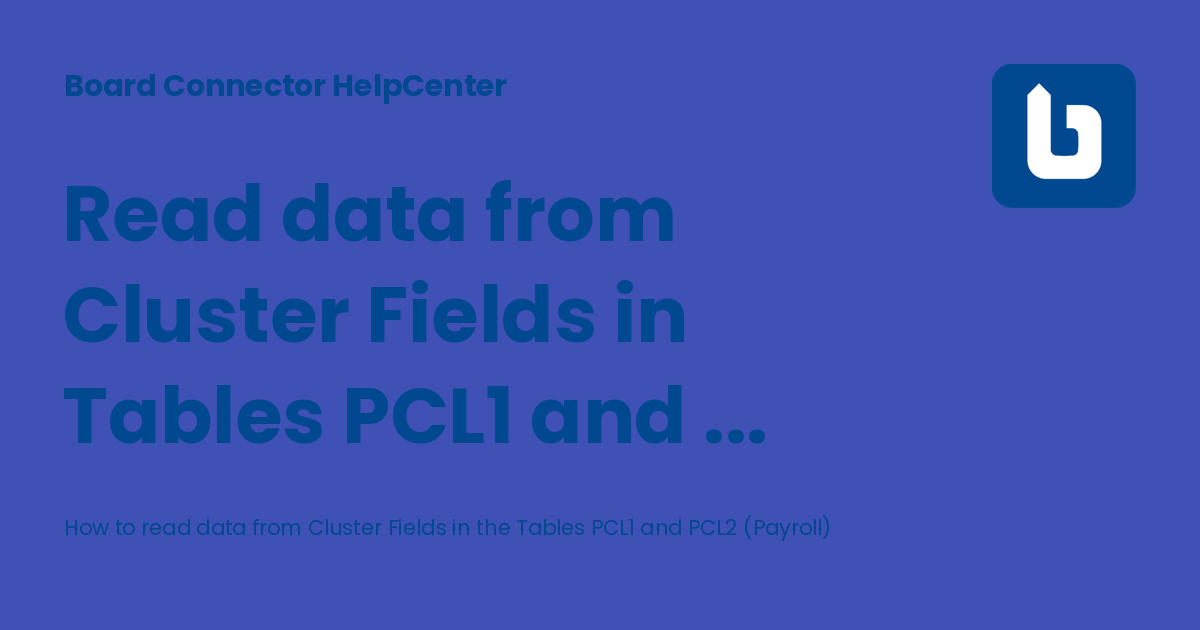 Board Connector HelpCenter
Read data from
Cluster Fields in
Tables PCL1 and ...
How to read data from Cluster Fields in the Tables PCL1 and PCL2 (Payroll)